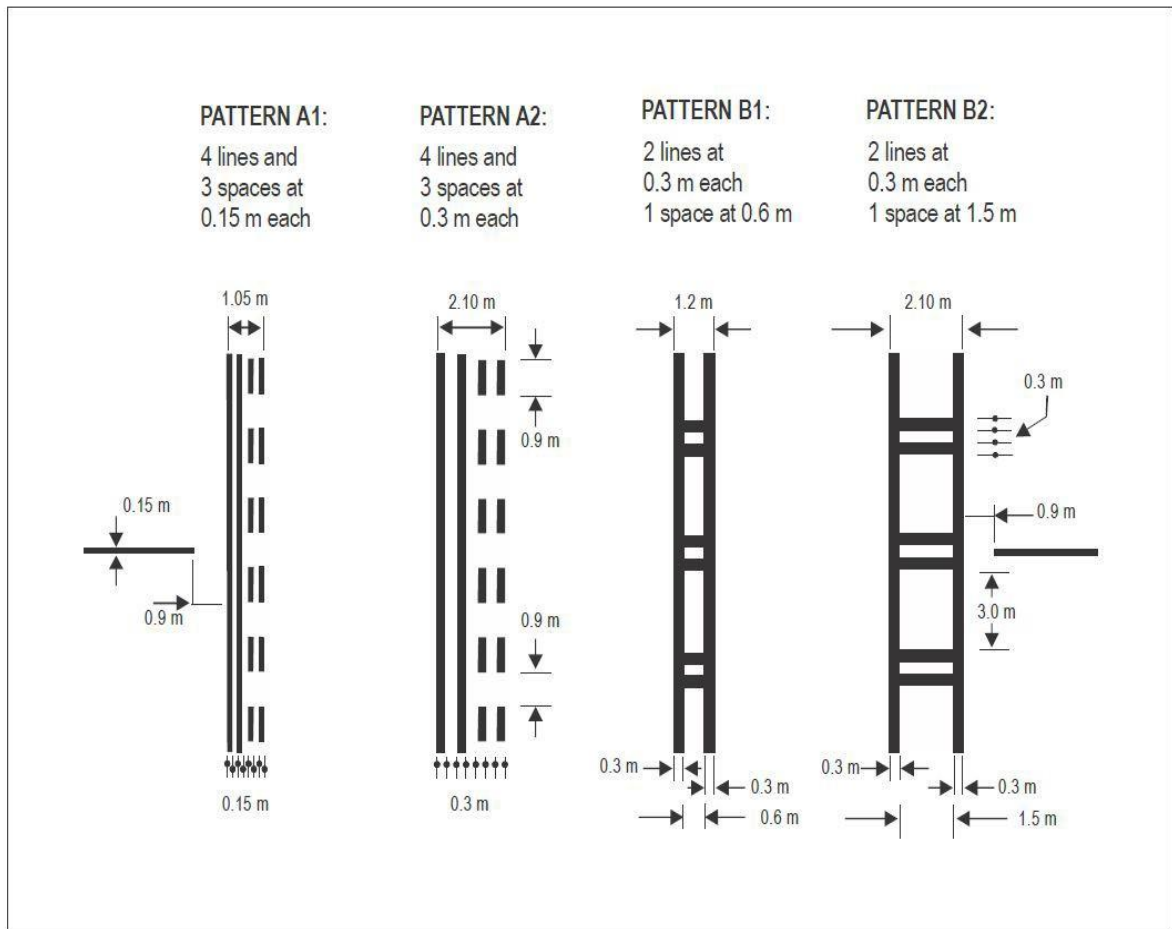 PATTERN A1:
4 lines and
3 spaces at
0.15 m each
PATTERN A2:
4 lines and
3 spaces at
0.3 m each
PATTERN B1:
2 lines at
0.3 m each
1 space at 0.6 m
PATTERN B2:
2 lines at
0.3 m each
1 space at 1.5 m
1.05 m
2.10 m
1.2 m
2.10 m
0.3 m
0.9 m
0.15 m
0.9 m
0.9 m
0.9 m
3.0 m
0.15 m
0.3 m
0.3 m
0.3 m
0.6 m
0.3 m
0.3 m
1.5 m